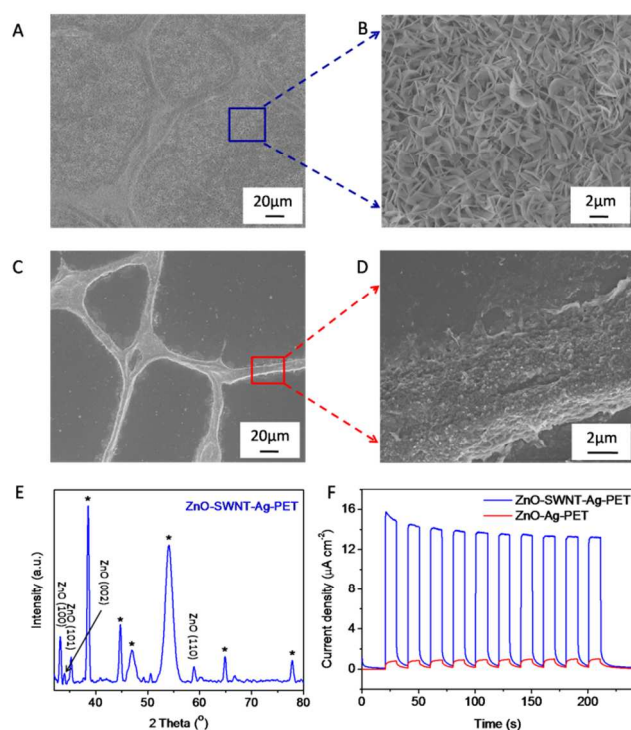 A
B
20μm
2μm
C
D
20μm
2μm
E
ZnO-SWNT-Ag-PET
ZnO (100)
ZnO (101)
ZnO (002)
ZnO (110)
*
*
*
*
*
*
Intensity (a.u.)
40
50
60
70
80
2 Theta (°)
F
ZnO-SWNT-Ag-PET
ZnO-Ag-PET
Current density (μA cm⁻²)
16
12
8
4
0
0
50
100
150
200
Time (s)